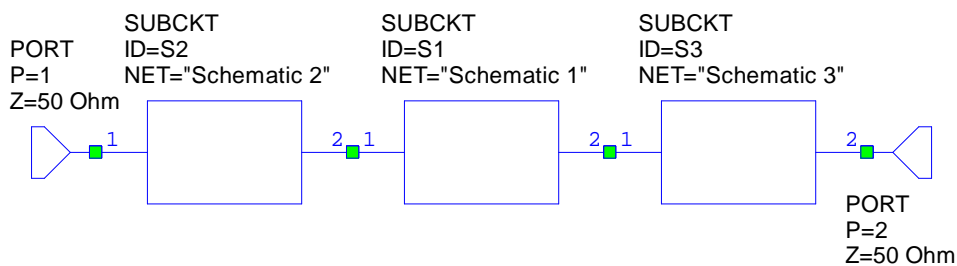 SUBCKT
ID=S2
NET="Schematic 2"
SUBCKT
ID=S1
NET="Schematic 1"
SUBCKT
ID=S3
NET="Schematic 3"
PORT
P=1
Z=50 Ohm
1
2
1
2
1
2
PORT
P=2
Z=50 Ohm